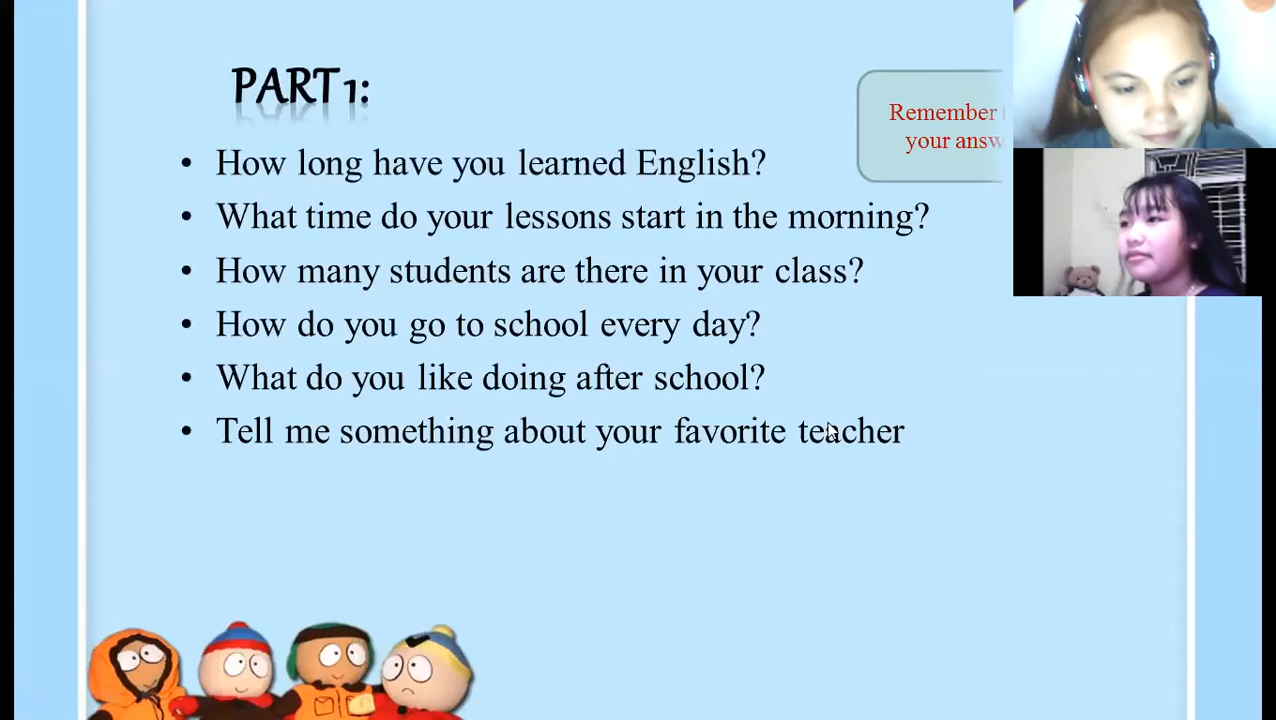 PART 1:
Remember
your
• How long have you learned English?
• What time do your lessons start in the morning?
• How many students are there in your class?
• How do you go to school every day?
• What do you like doing after school?
• Tell me something about your favorite teacher